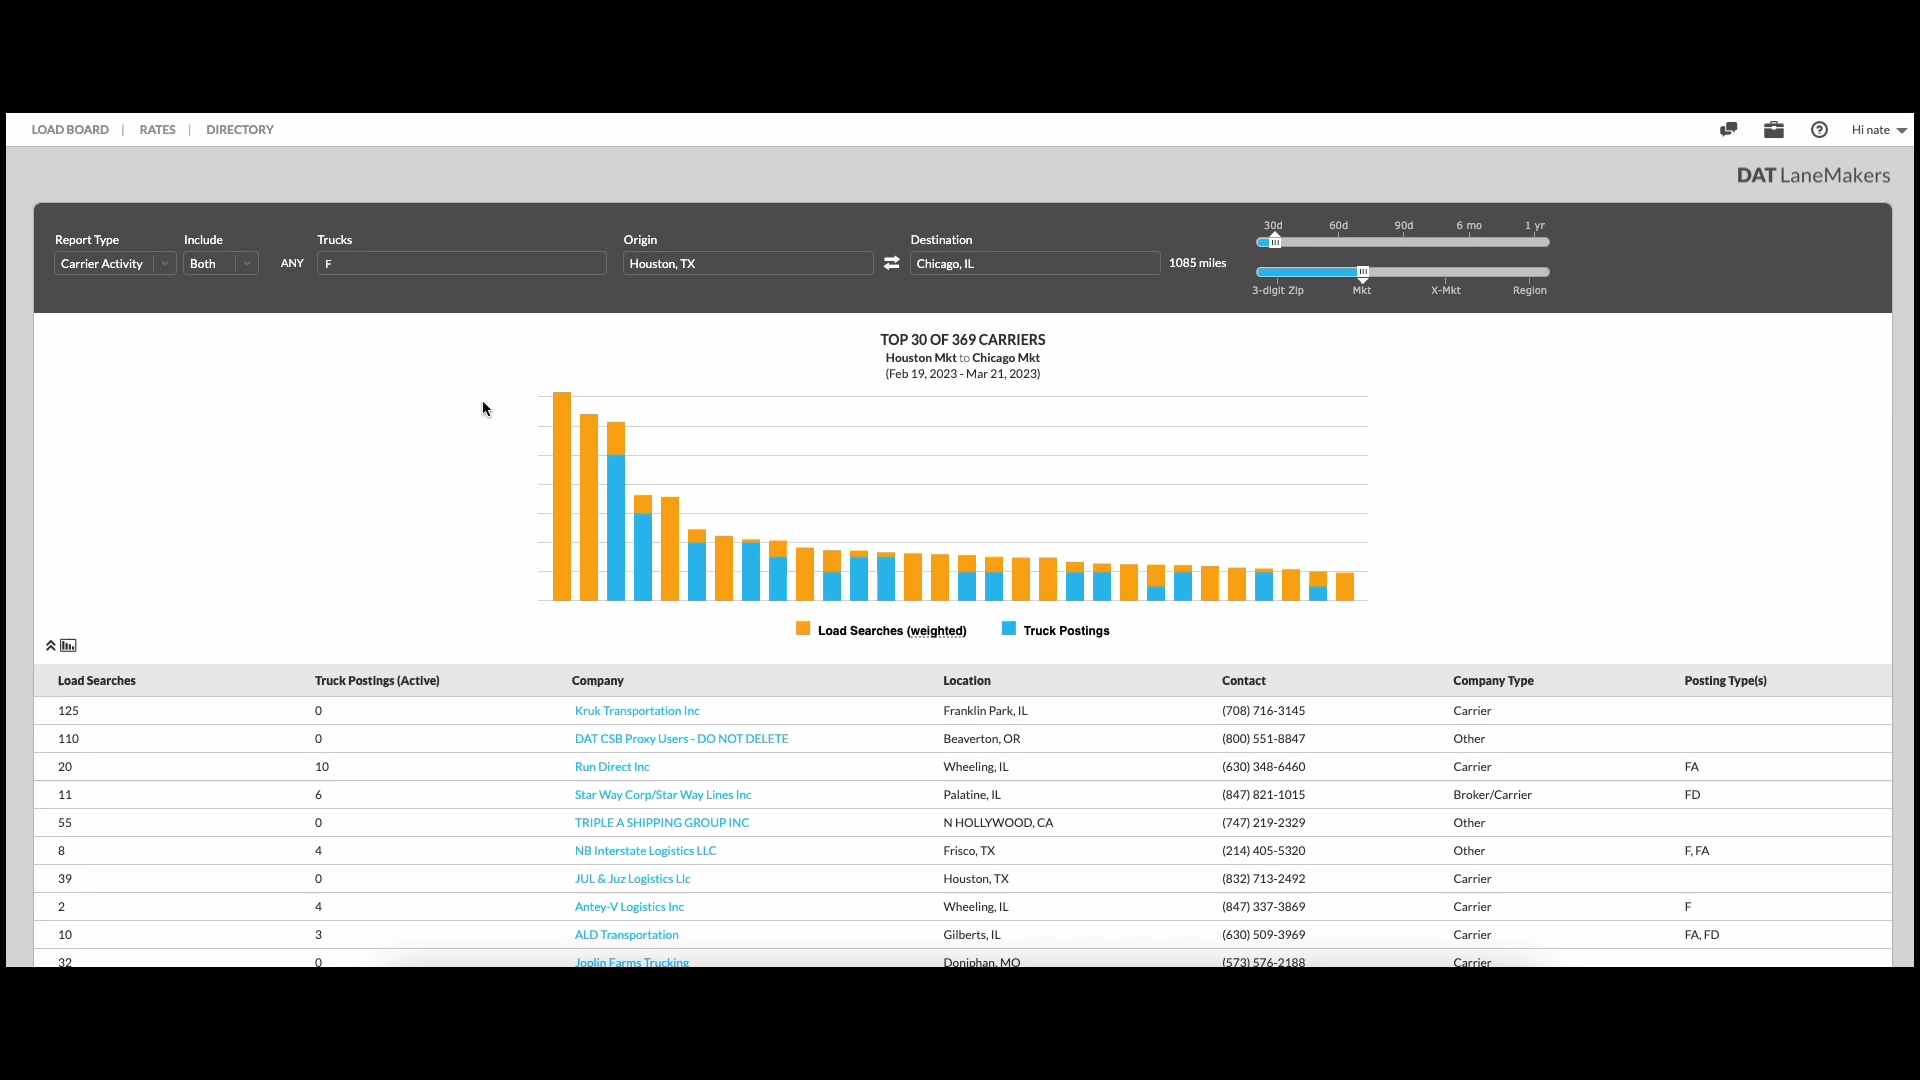 LOAD BOARD | RATES | DIRECTORY
Hi nate
DAT LaneMakers
Report Type Include Trucks Origin Destination
Carrier Activity Both ANY F Houston, TX Chicago, IL 1085 miles
30d 60d 90d 6 mo 1 yr
3-digit Zip Mkt X-Mkt Region
TOP 30 OF 369 CARRIERS
Houston Mkt to Chicago Mkt
(Feb 19, 2023 - Mar 21, 2023)
Load Searches (weighted) Truck Postings
Load Searches Truck Postings (Active) Company Location Contact Company Type Posting Type(s)
125 0 Kruk Transportation Inc Franklin Park, IL (708) 716-3145 Carrier
110 0 DAT CSB Proxy Users - DO NOT DELETE Beaverton, OR (800) 551-8847 Other
20 10 Run Direct Inc Wheeling, IL (630) 348-6460 Carrier FA
11 6 Star Way Corp/Star Way Lines Inc Palatine, IL (847) 821-1015 Broker/Carrier FD
55 0 TRIPLE A SHIPPING GROUP INC N HOLLYWOOD, CA (747) 219-2329 Other
8 4 NB Interstate Logistics LLC Frisco, TX (214) 405-5320 Other F, FA
39 0 JUL & Juz Logistics Llc Houston, TX (832) 713-2492 Carrier
2 4 Antey-V Logistics Inc Wheeling, IL (847) 337-3869 Carrier F
10 3 ALD Transportation Gilberts, IL (630) 509-3969 Carrier FA, FD
32 0 Joplin Farms Trucking Doniphan, MO (573) 576-2188 Carrier